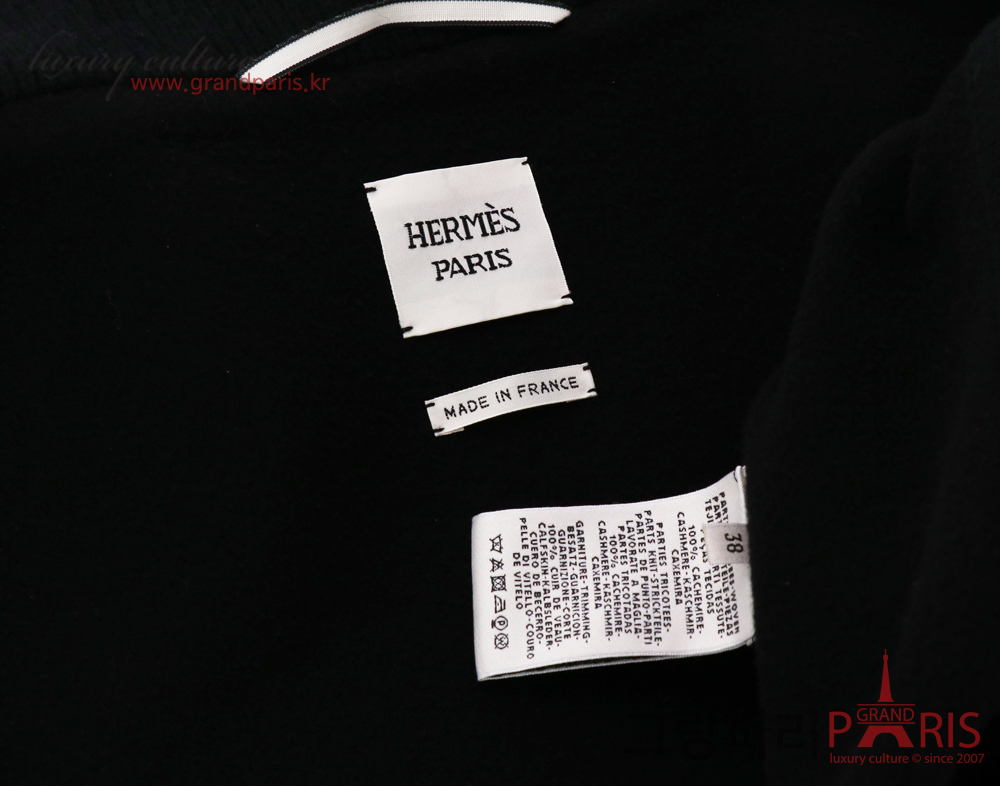 luxury culture
www.grandparis.kr
HERMÈS
PARIS
MADE IN FRANCE
38
100% CACHEMIRE-
CASHMERE-KASCHMIR-
CAXEMIRA
PARTIES TRICOTEES-
PARTS KNIT-STRICKTEILE-
PARTES DE PUNTO-PARTI
LAVORATE A MAGLIA-
PARTES TRICOTADAS
100% CACHEMIRE-
CASHMERE-KASCHMIR-
CAXEMIRA
GARNITURE-TRIMMING-
BESATZ-GUARNICION-
GUARNIZIONE-CORTE
100% CUIR DE VEAU-
CALFSKIN-KALBSLEDER-
CUERO DE BECERRO-
PELLE DI VITELLO-COURO
DE VITELO
GRAND
PARIS
luxury culture © since 2007